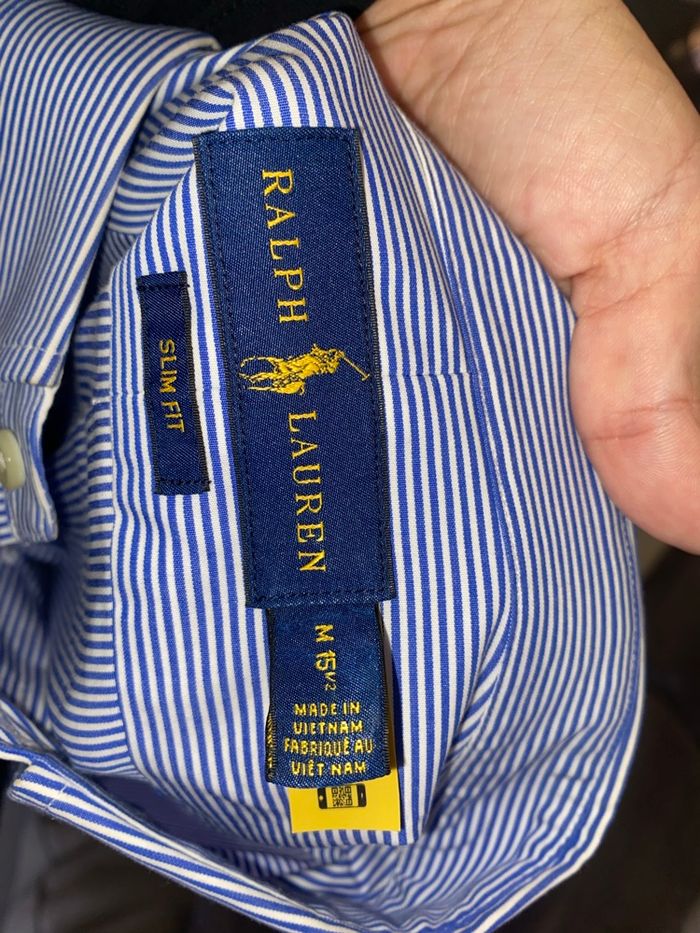 RALPH LAUREN
SLIM FIT
M 15½
MADE IN
VIETNAM
FABRIQUÉ AU
VIÊT NAM